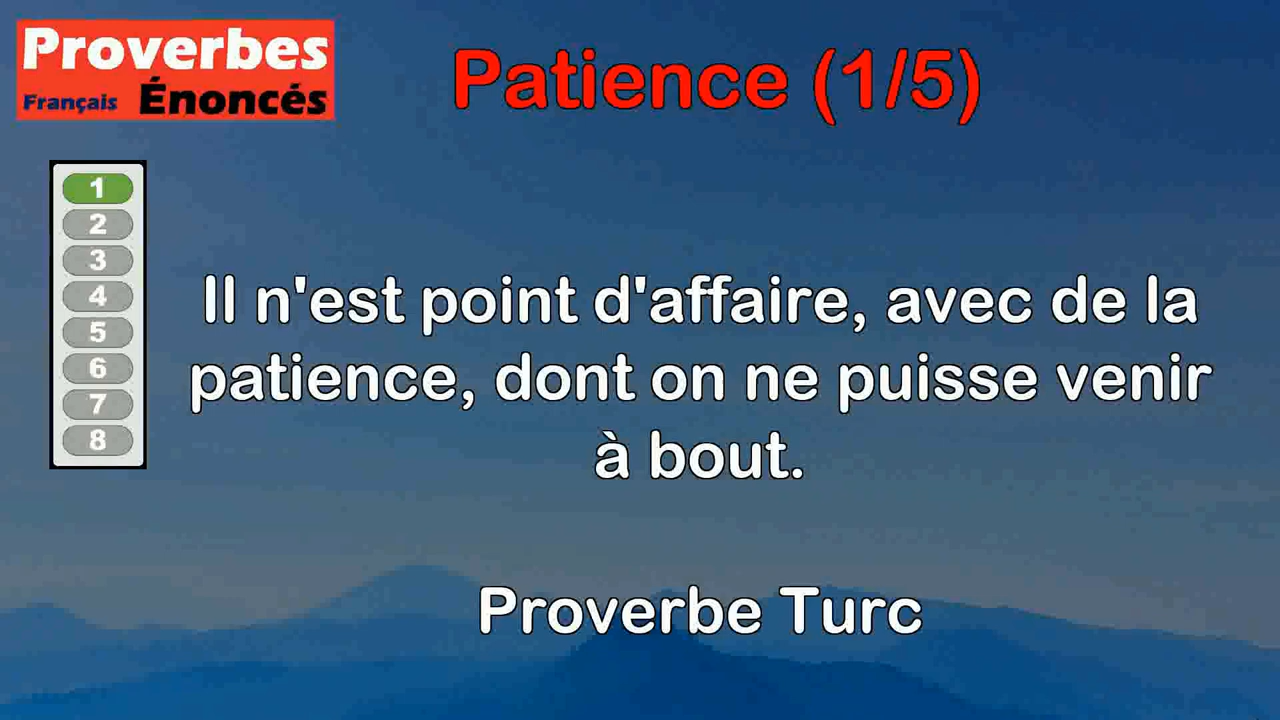 Proverbes
Français Énoncés
Patience (1/5)
1
2
3
4
5
6
7
8
Il n'est point d'affaire, avec de la
patience, dont on ne puisse venir
à bout.
Proverbe Turc